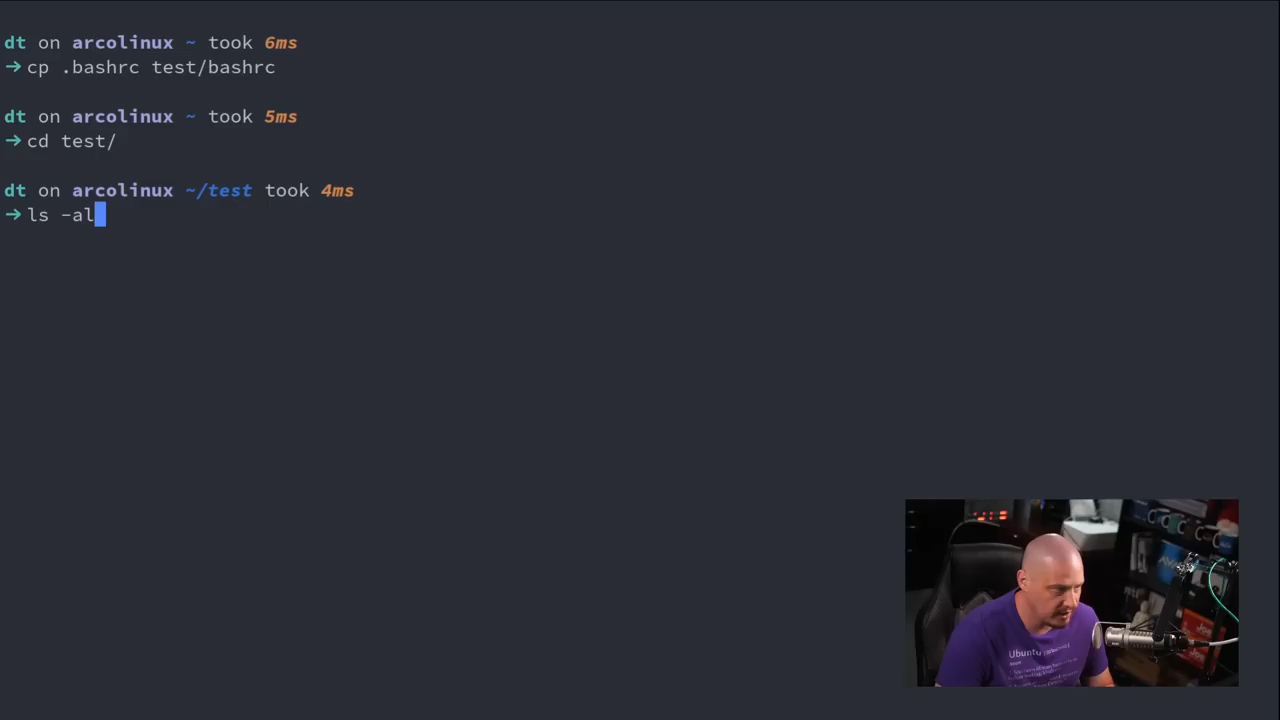 dt on arcolinux ~ took 6ms
→ cp .bashrc test/bashrc
dt on arcolinux ~ took 5ms
→ cd test/
dt on arcolinux ~/test took 4ms
→ ls -al
Ubuntu